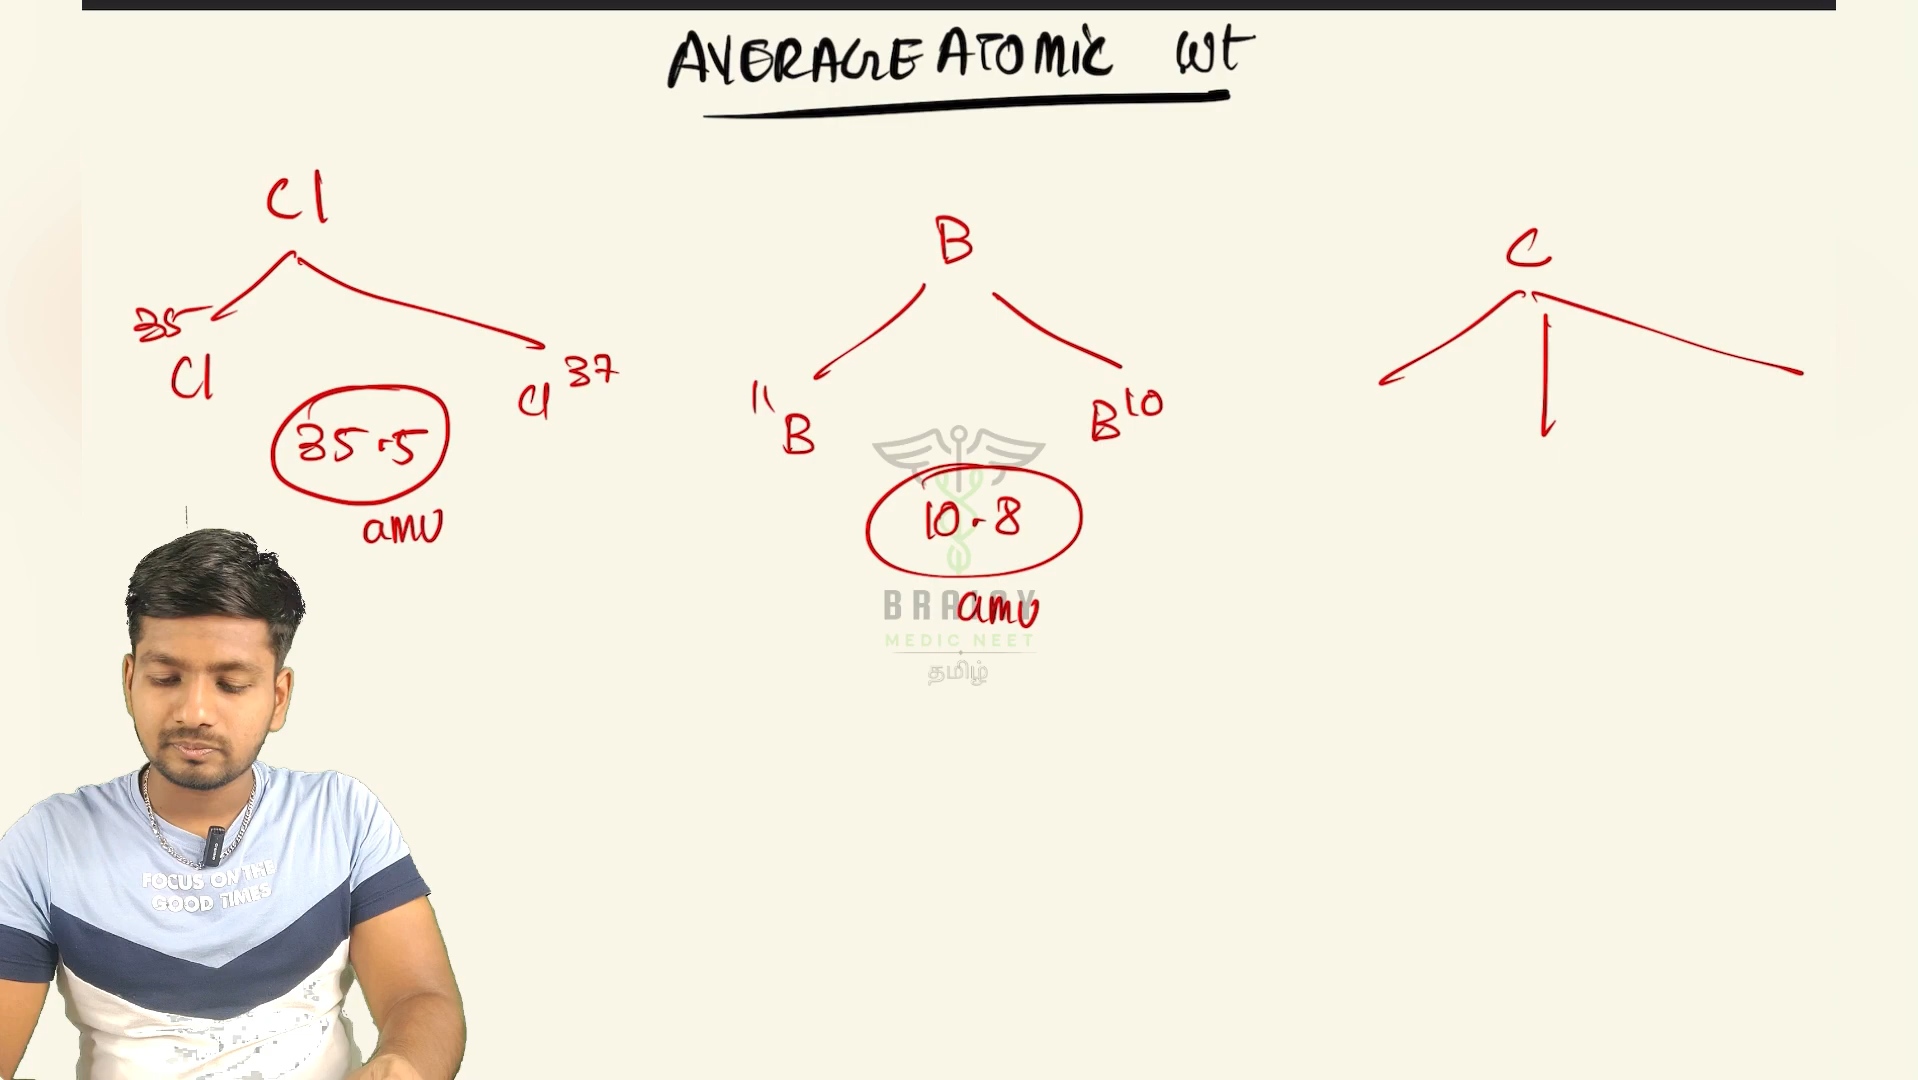 AVERAGE ATOMIC wt
Cl
35
Cl
Cl 37
35.5
amu
B
11
B
B10
10.8
amu
C
MEDIC NEET
தமிழ்
FOCUS ON THE
GOOD TIMES